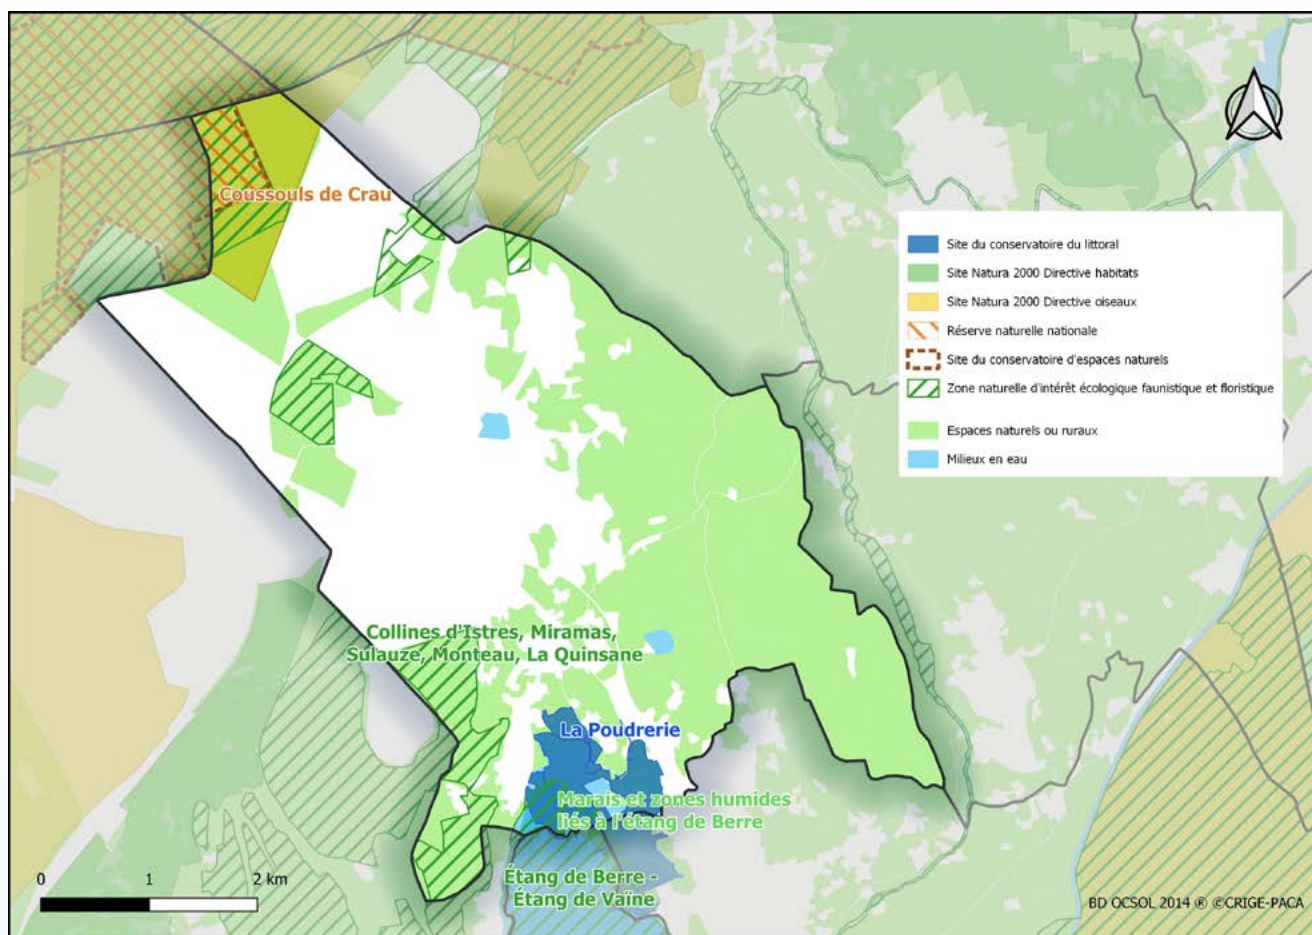 Coussouls de Crau
Site du conservatoire du littoral
Site Natura 2000 Directive habitats
Site Natura 2000 Directive oiseaux
Réserve naturelle nationale
Site du conservatoire d'espaces naturels
Zone naturelle d'intérêt écologique faunistique et floristique
Espaces naturels ou ruraux
Milieux en eau
Collines d'Istres, Miramas,
Sulauze, Monteau, La Quinsane
La Poudrerie
Marais et zones humides
liés à l'étang de Berre
Étang de Berre -
Étang de Vaïne
0 1 2 km
BD OCSOL 2014 ® ©CRIGE-PACA